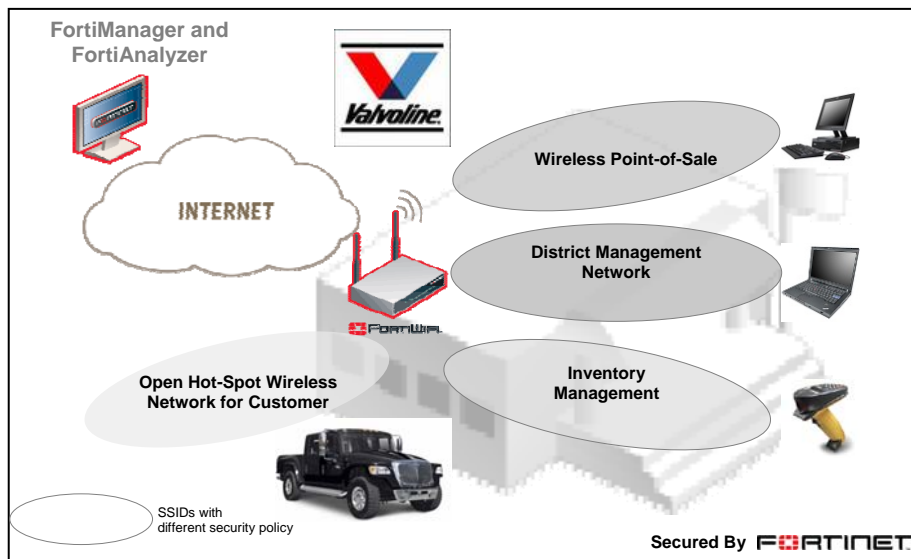 FortiManager and
FortiAnalyzer
Valvoline
Wireless Point-of-Sale
INTERNET
District Management
Network
FORTIWIFI
Inventory
Management
Open Hot-Spot Wireless
Network for Customer
SSIDs with
different security policy
Secured By FORTINET